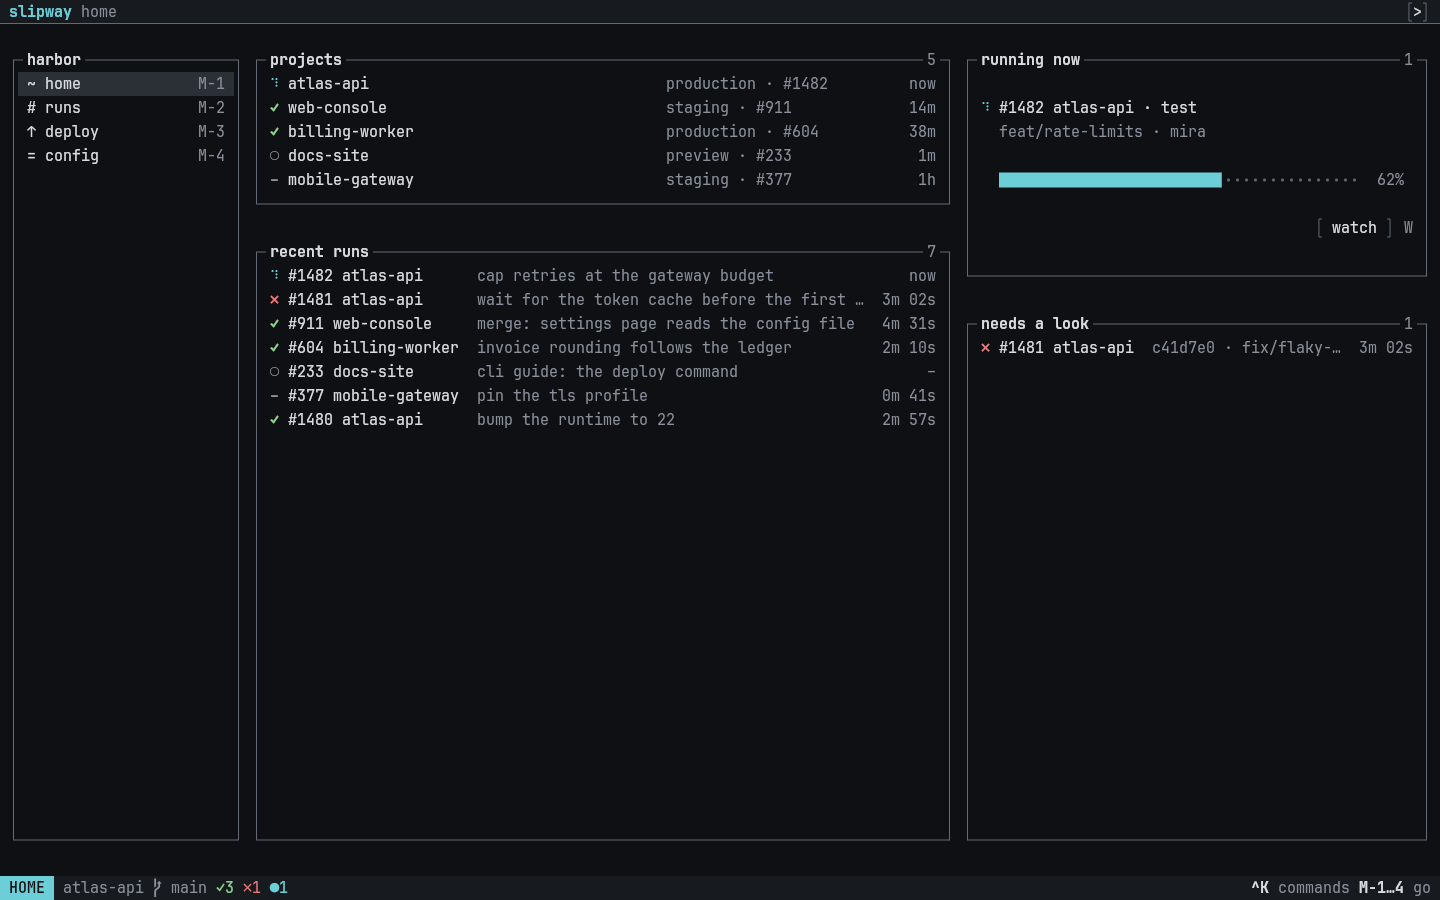 slipway home [>]
harbor
~ home M-1
# runs M-2
↑ deploy M-3
= config M-4
projects 5
atlas-api production · #1482 now
✓ web-console staging · #911 14m
✓ billing-worker production · #604 38m
○ docs-site preview · #233 1m
– mobile-gateway staging · #377 1h
recent runs 7
#1482 atlas-api cap retries at the gateway budget now
✕ #1481 atlas-api wait for the token cache before the first … 3m 02s
✓ #911 web-console merge: settings page reads the config file 4m 31s
✓ #604 billing-worker invoice rounding follows the ledger 2m 10s
○ #233 docs-site cli guide: the deploy command –
– #377 mobile-gateway pin the tls profile 0m 41s
✓ #1480 atlas-api bump the runtime to 22 2m 57s
running now 1
#1482 atlas-api · test
feat/rate-limits · mira
62%
[ watch ] W
needs a look 1
✕ #1481 atlas-api c41d7e0 · fix/flaky-… 3m 02s
HOME atlas-api main ✓3 ✕1 ●1 ^K commands M-1…4 go